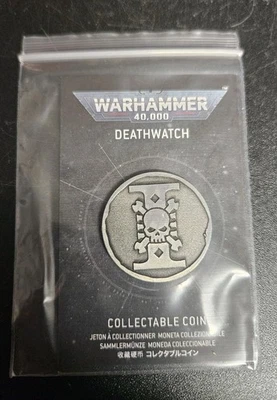 WARHAMMER
40,000
DEATHWATCH
COLLECTABLE COIN
JETON À COLLECTIONNER MONETA COLLEZIONABILE
SAMMLERMÜNZE MONEDA COLECCIONABLE
收藏硬币 コレクタブルコイン